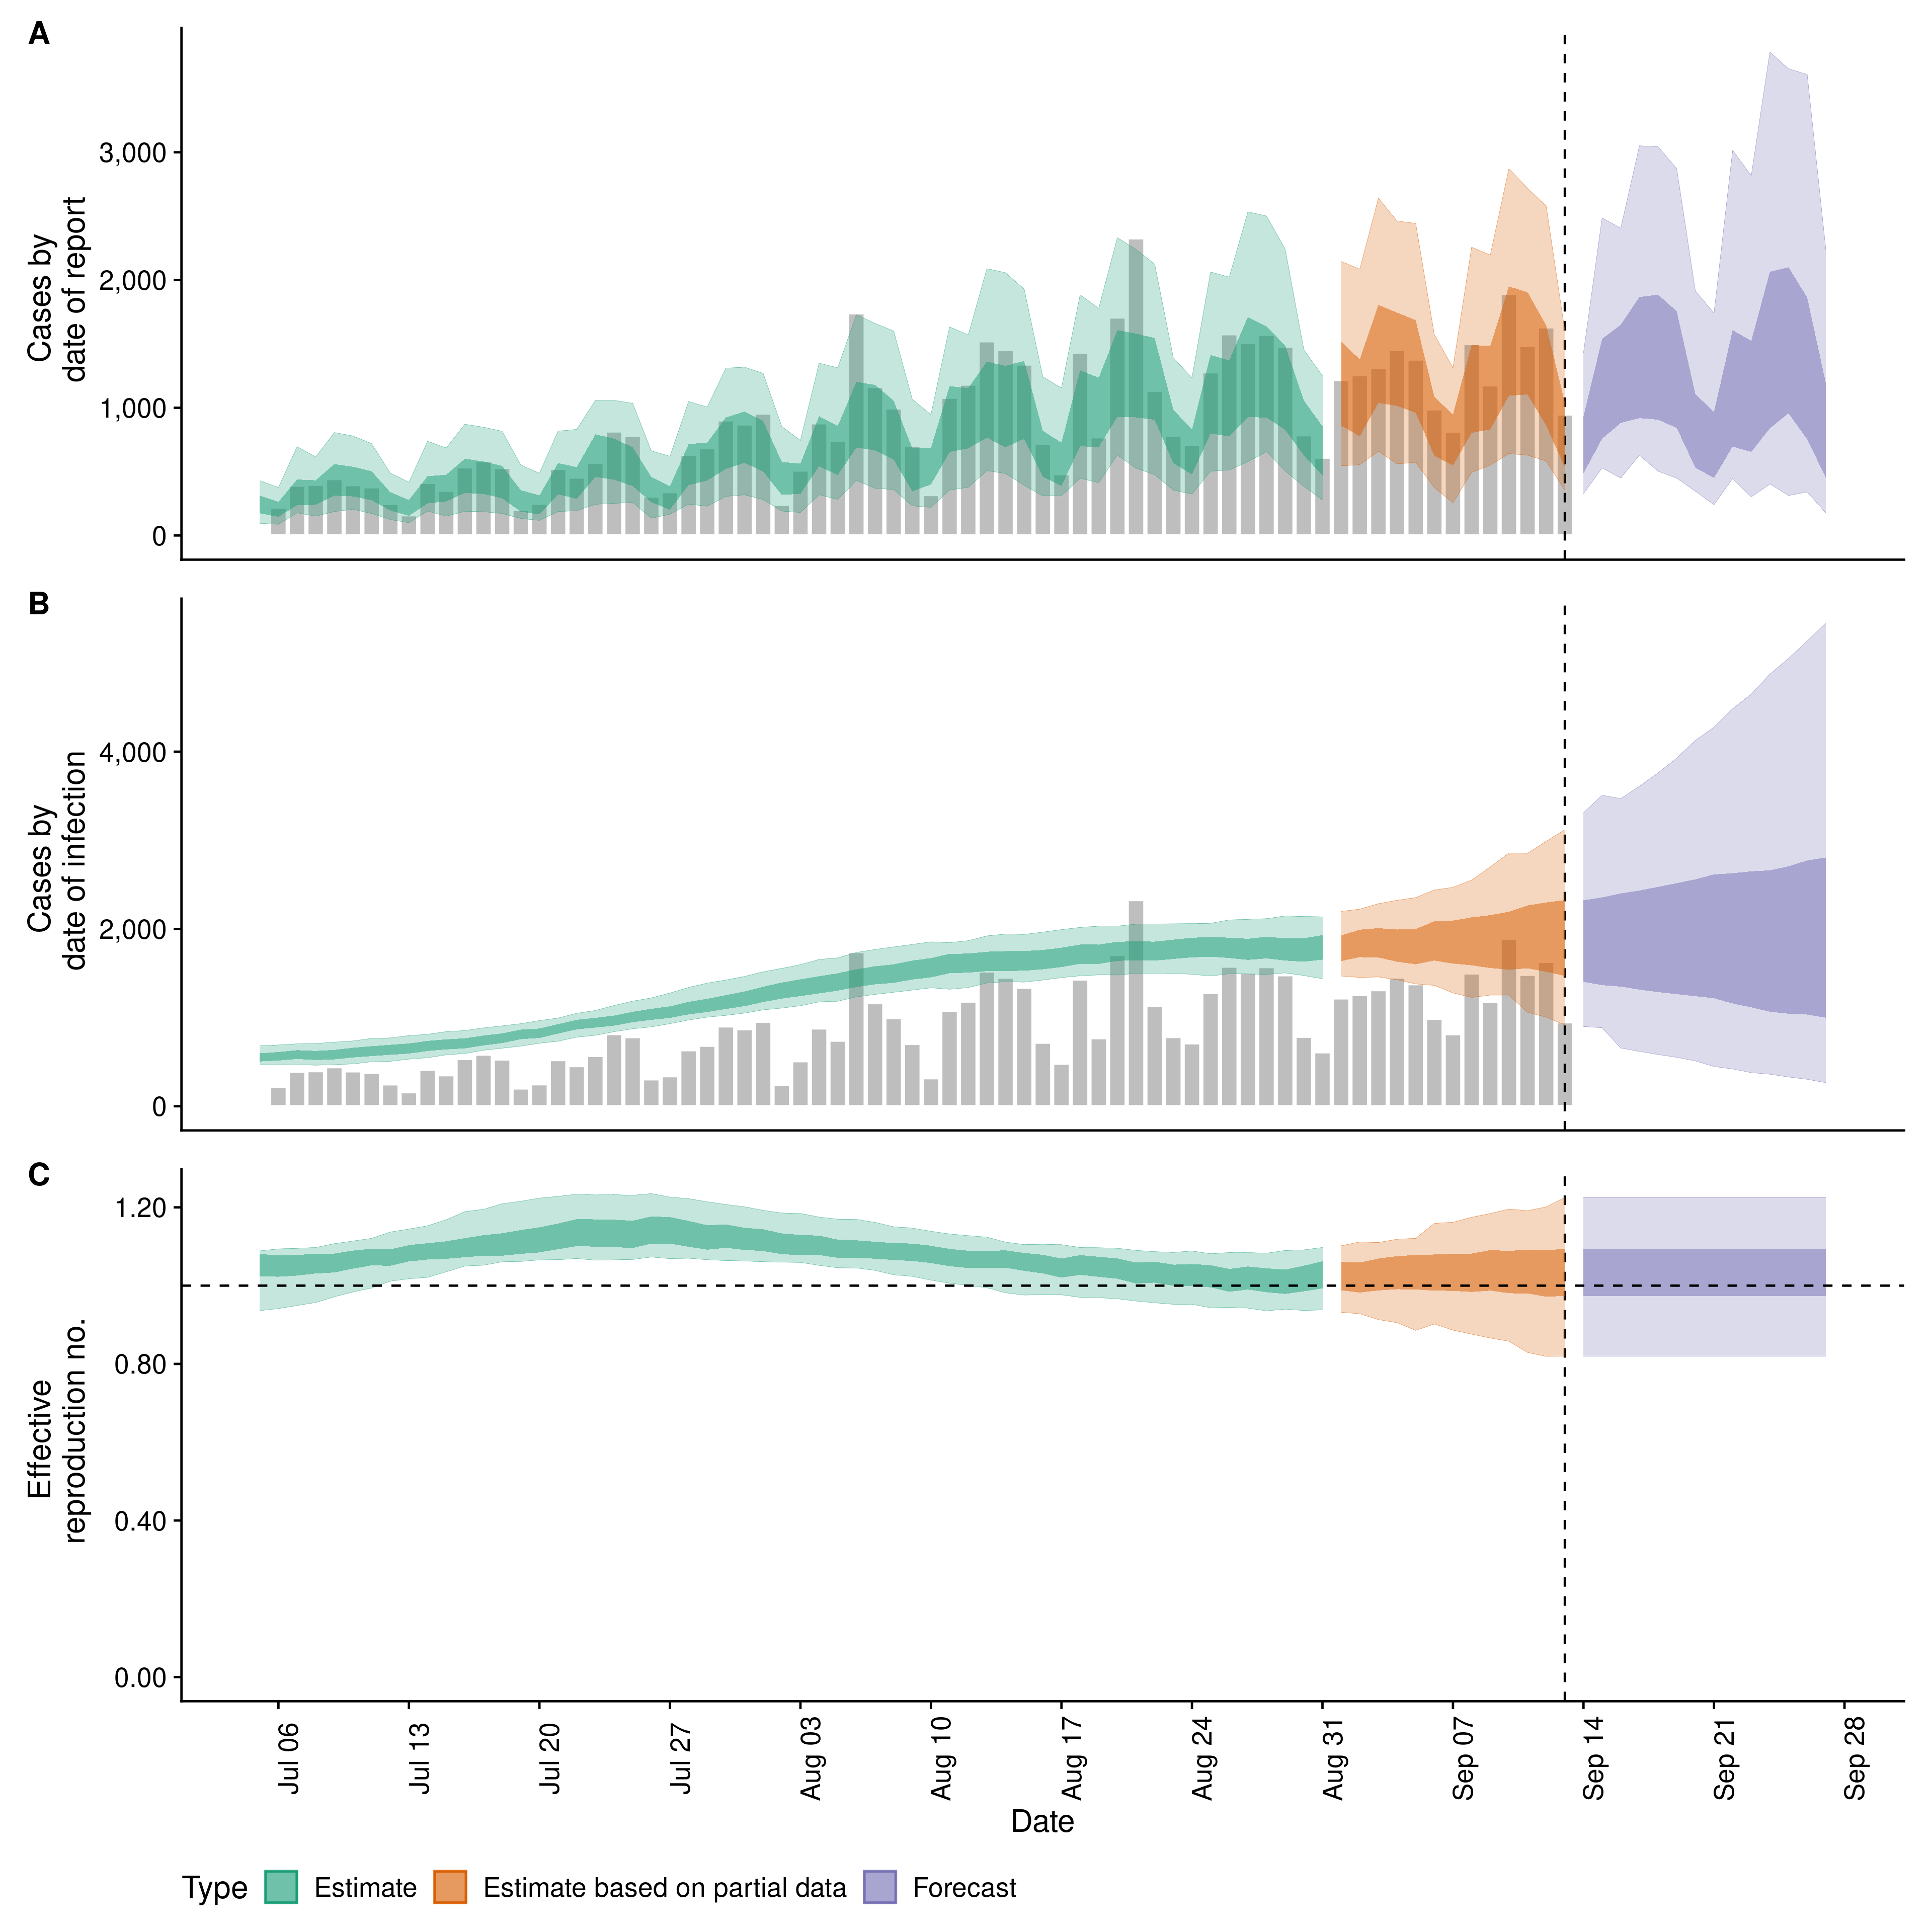 A
Cases by
date of report
3,000
2,000
1,000
0
B
Cases by
date of infection
4,000
2,000
0
C
Effective
reproduction no.
1.20
0.80
0.40
0.00
Jul 06
Jul 13
Jul 20
Jul 27
Aug 03
Aug 10
Aug 17
Aug 24
Aug 31
Sep 07
Sep 14
Sep 21
Sep 28
Date
Type
Estimate
Estimate based on partial data
Forecast